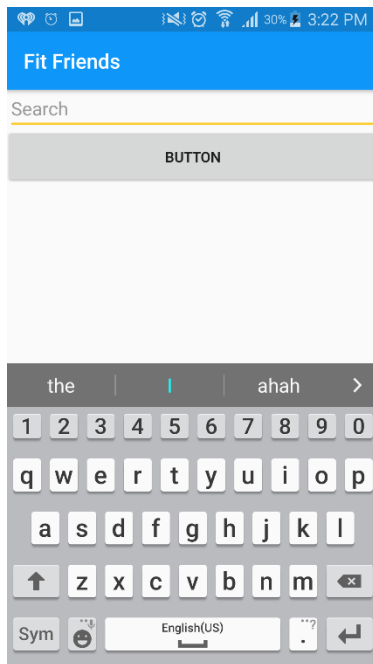 30% 3:22 PM
Fit Friends
Search
BUTTON
the I ahah
1 2 3 4 5 6 7 8 9 0
q w e r t y u i o p
a s d f g h j k l
z x c v b n m
Sym English(US) . ..?